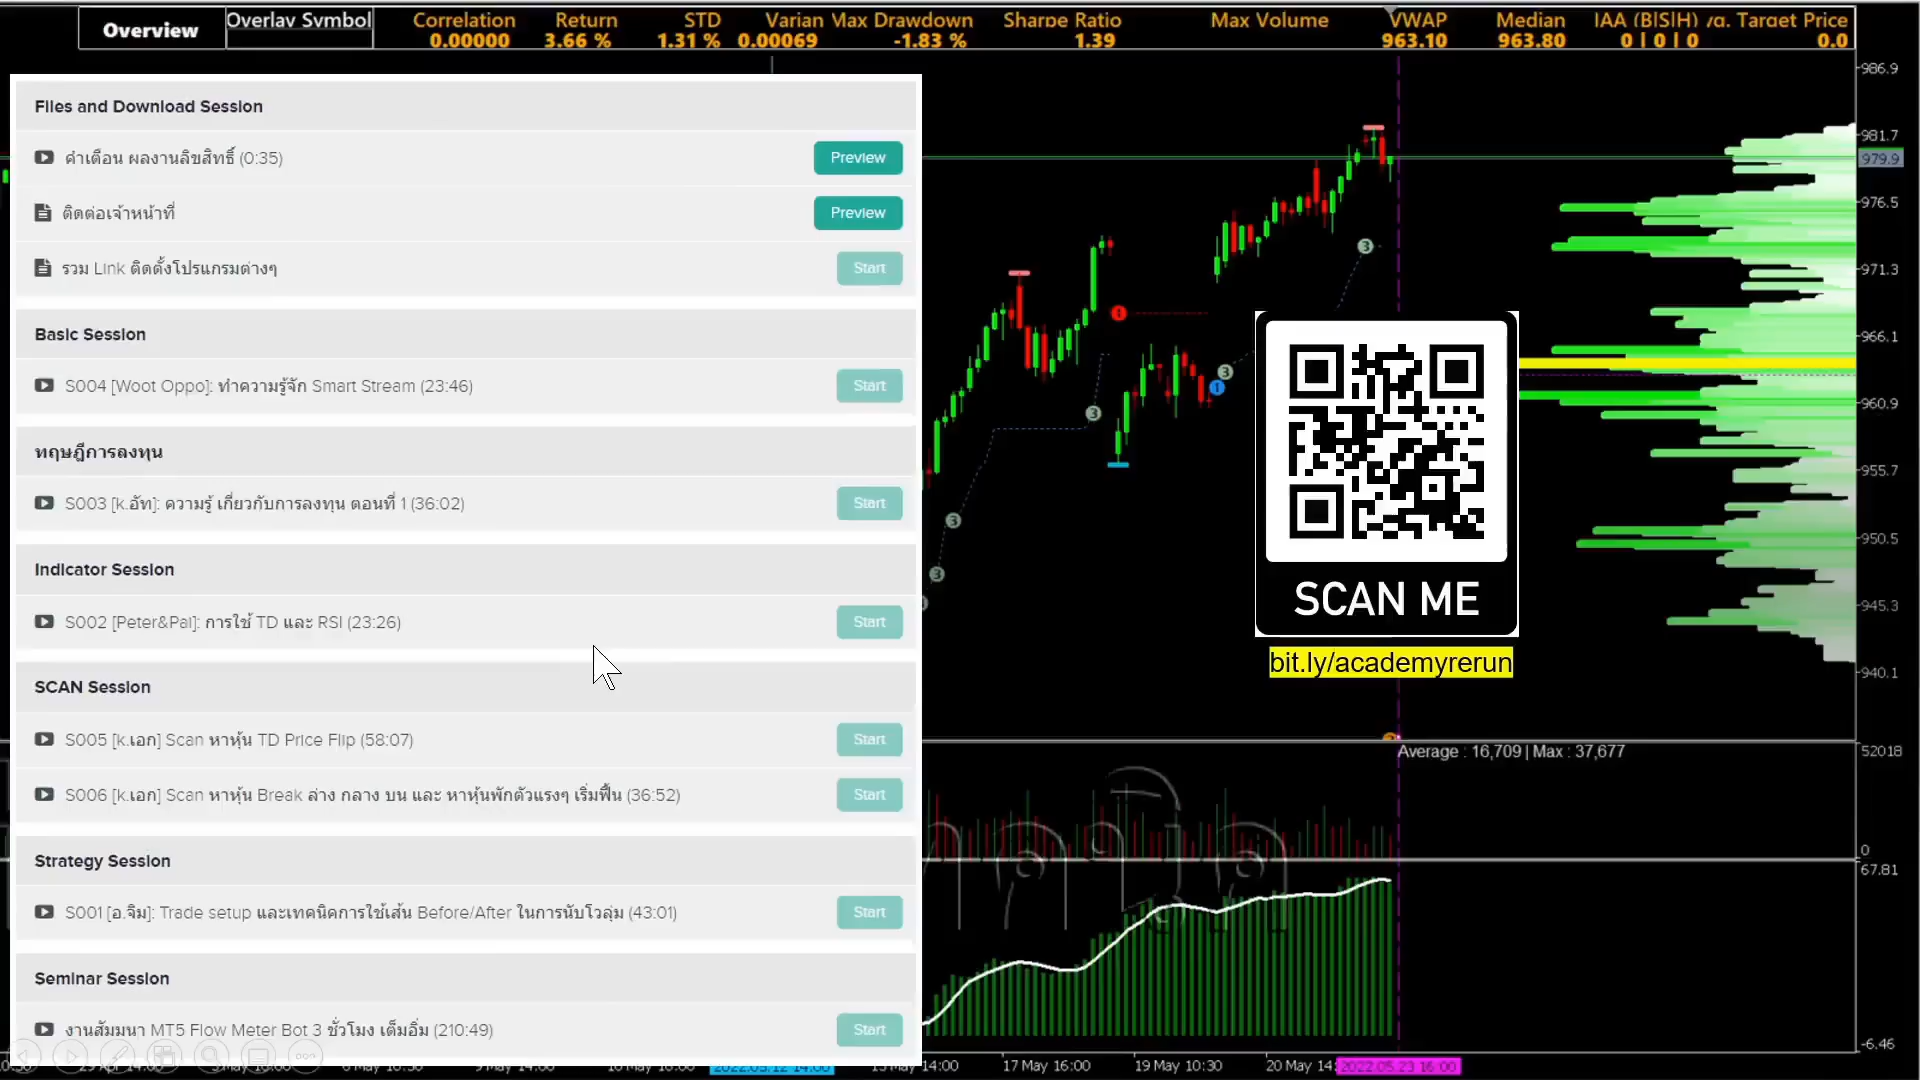 Overview
Overlay Symbol
Correlation Return STD Varian Max Drawdown Sharpe Ratio Max Volume VWAP Median IAA (B|S|H) Target Price
0.00000 3.66 % 1.31 % 0.00069 -1.83 % 1.39 963.10 963.80 0 | 0 | 0 0.0
Files and Download Session
คำเตือน ผลงานลิขสิทธิ์ (0:35)
Preview
ติดต่อเจ้าหน้าที่
Preview
รวม Link ติดตั้งโปรแกรมต่างๆ
Start
Basic Session
S004 [Woot Oppo]: ทำความรู้จัก Smart Stream (23:46)
Start
ทฤษฎีการลงทุน
S003 [k.อัท]: ความรู้ เกี่ยวกับการลงทุน ตอนที่ 1 (36:02)
Start
Indicator Session
S002 [Peter&Pal]: การใช้ TD และ RSI (23:26)
Start
SCAN Session
S005 [k.เอก] Scan หาหุ้น TD Price Flip (58:07)
Start
S006 [k.เอก] Scan หาหุ้น Break ล่าง กลาง บน และ หาหุ้นพักตัวแรงๆ เริ่มฟื้น (36:52)
Start
Strategy Session
S001 [อ.จิม]: Trade setup และเทคนิคการใช้เส้น Before/After ในการนับโวลุ่ม (43:01)
Start
Seminar Session
งานสัมมนา MT5 Flow Meter Bot 3 ชั่วโมง เต็มอิ่ม (210:49)
Start
SCAN ME
bit.ly/academyrerun
986.9
981.7
979.9
976.5
971.3
966.1
960.9
955.7
950.5
945.3
940.1
3
3
3
3
3
Average : 16,709 | Max : 37,677
52018
0
67.81
-6.46
14:00
17 May 16:00
19 May 10:30
20 May 14:
2022.05.23 16:00